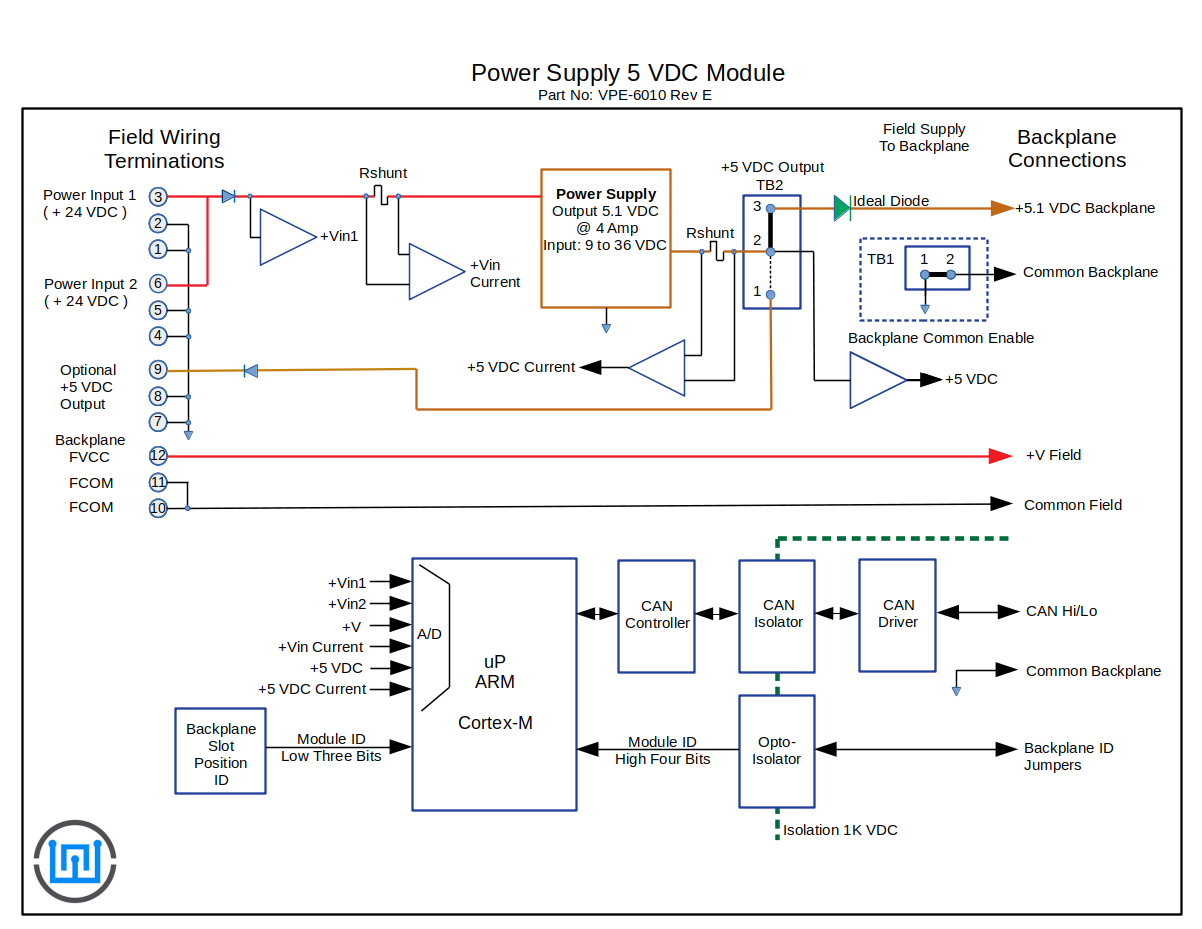 Power Supply 5 VDC Module
Part No: VPE-6010 Rev E
Field Wiring
Terminations
Field Supply
To Backplane
Backplane
Connections
Power Input 1
( + 24 VDC )
3
2
1
Power Input 2
( + 24 VDC )
6
5
4
Optional
+5 VDC
Output
9
8
7
Backplane
FVCC
12
FCOM
11
FCOM
10
+Vin1
Rshunt
+Vin
Current
Power Supply
Output 5.1 VDC
@ 4 Amp
Input: 9 to 36 VDC
Rshunt
+5 VDC Output
TB2
3
2
1
Ideal Diode
+5.1 VDC Backplane
TB1
1 2
Common Backplane
Backplane Common Enable
+5 VDC Current
+5 VDC
+V Field
Common Field
+Vin1
+Vin2
+V
+Vin Current
+5 VDC
+5 VDC Current
A/D
uP
ARM
Cortex-M
CAN
Controller
CAN
Isolator
CAN
Driver
CAN Hi/Lo
Common Backplane
Backplane
Slot
Position
ID
Module ID
Low Three Bits
Module ID
High Four Bits
Opto-
Isolator
Backplane ID
Jumpers
Isolation 1K VDC